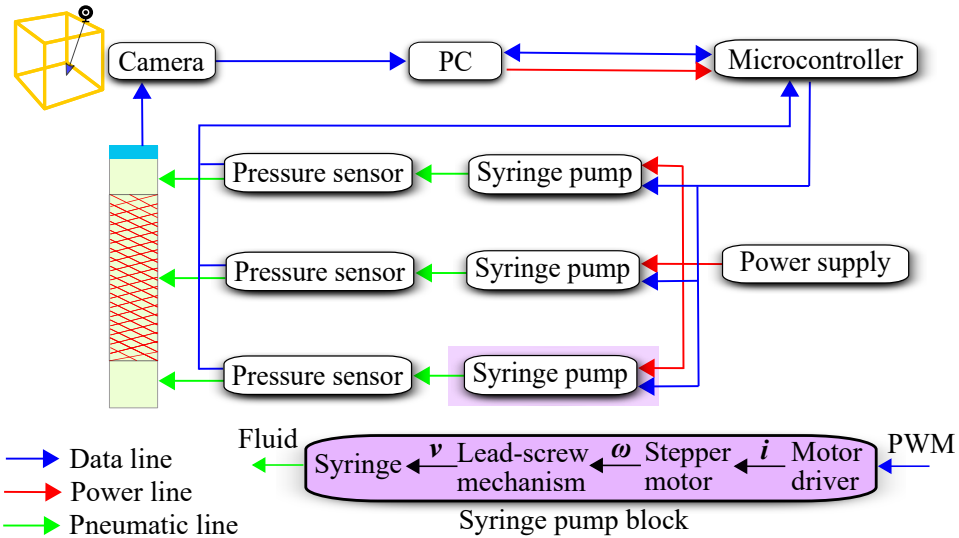 Camera
PC
Microcontroller
Pressure sensor
Syringe pump
Pressure sensor
Syringe pump
Power supply
Pressure sensor
Syringe pump
Data line
Power line
Pneumatic line
Fluid
Syringe
v
Lead-screw
mechanism
ω
Stepper
motor
i
Motor
driver
PWM
Syringe pump block